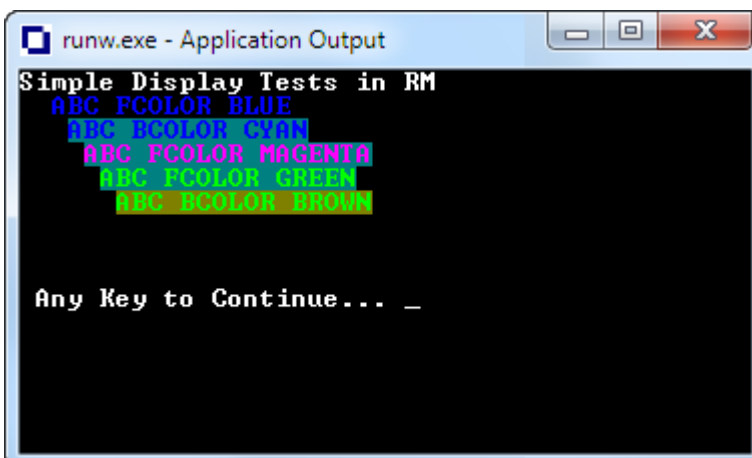 runw.exe - Application Output
Simple Display Tests in RM
ABC FCOLOR BLUE
ABC BCOLOR CYAN
ABC FCOLOR MAGENTA
ABC FCOLOR GREEN
ABC BCOLOR BROWN
Any Key to Continue... _